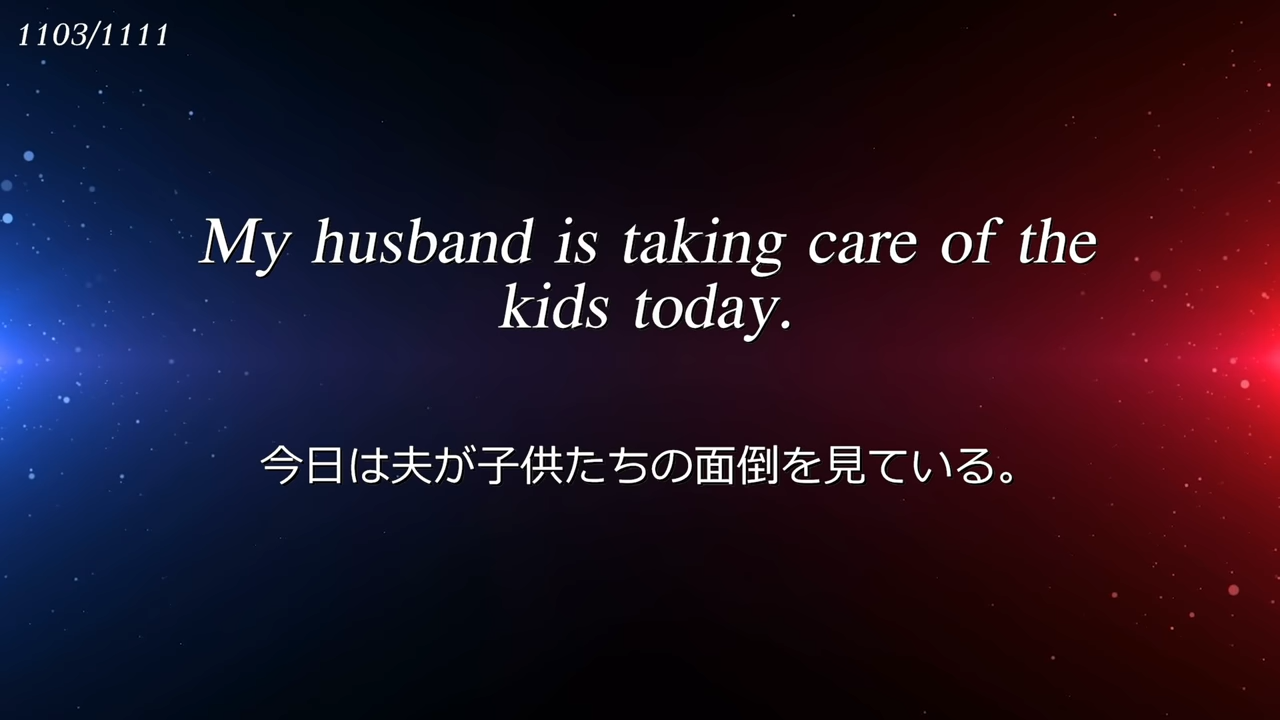 1103/1111
My husband is taking care of the
kids today.
今日は夫が子供たちの面倒を見ている。